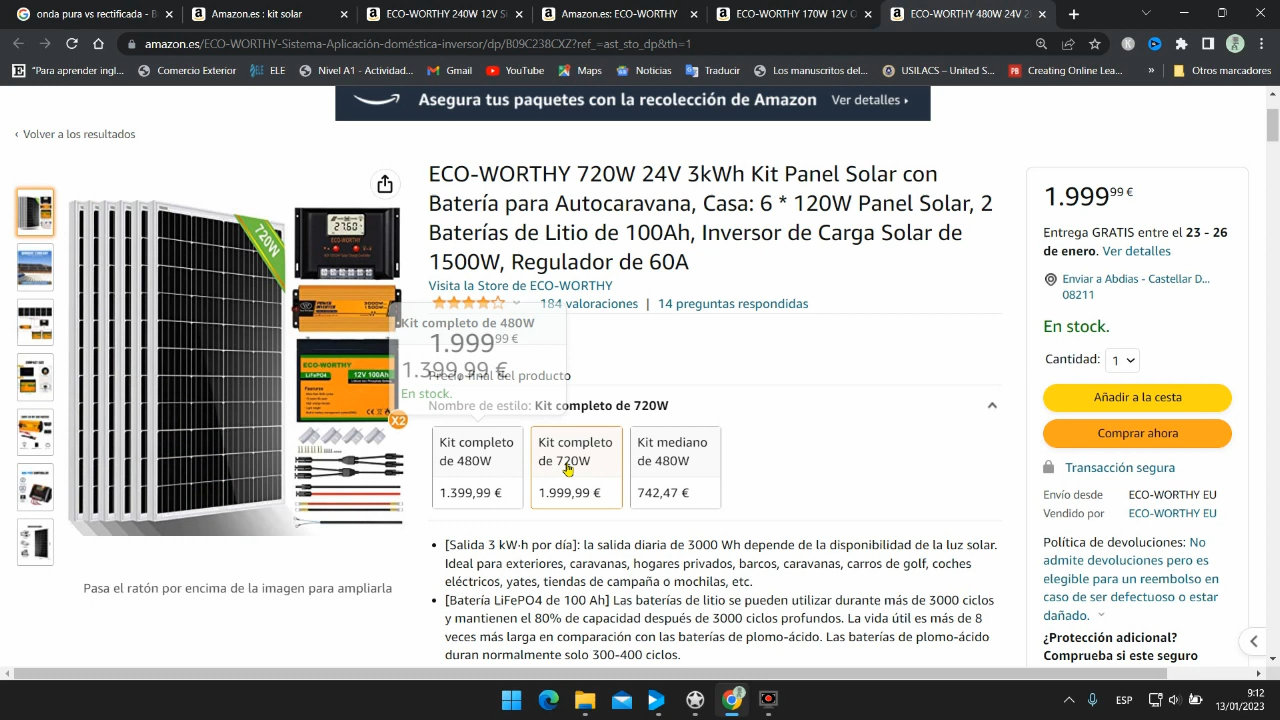 onda pura vs rectificada - B
Amazon.es: kit solar
ECO-WORTHY 240W 12V S
Amazon.es: ECO-WORTHY
ECO-WORTHY 170W 12V O
ECO-WORTHY 480W 24V 2
amazon.es/ECO-WORTHY-Sistema-Aplicación-doméstica-inversor/dp/B09C238CXZ?ref_=ast_sto_dp&th=1
"Para aprender ingl...
Comercio Exterior
ELE
Nivel A1 - Actividad...
Gmail
YouTube
Maps
Noticias
Traducir
Los manuscritos del...
USILACS – United S...
Creating Online Lea...
»
Otros marcadores
Asegura tus paquetes con la recolección de Amazon Ver detalles
‹ Volver a los resultados
ECO-WORTHY 720W 24V 3kWh Kit Panel Solar con
Batería para Autocaravana, Casa: 6 * 120W Panel Solar, 2
Baterías de Litio de 100Ah, Inversor de Carga Solar de
1500W, Regulador de 60A
Visita la Store de ECO-WORTHY
184 valoraciones | 14 preguntas respondidas
Kit completo de 480W
1.999,99 €
1.399,99 €
Precio final del producto
En stock.
Nombre de estilo: Kit completo de 720W
Kit completo de 480W
1.399,99 €
Kit completo de 720W
1.999,99 €
Kit mediano de 480W
742,47 €
• [Salida 3 kW·h por día]: la salida diaria de 3000 Wh depende de la disponibilidad de la luz solar.
Ideal para exteriores, caravanas, hogares privados, barcos, caravanas, carros de golf, coches
eléctricos, yates, tiendas de campaña o mochilas, etc.
• [Batería LiFePO4 de 100 Ah] Las baterías de litio se pueden utilizar durante más de 3000 ciclos
y mantienen el 80% de capacidad después de 3000 ciclos profundos. La vida útil es más de 8
veces más larga en comparación con las baterías de plomo-ácido. Las baterías de plomo-ácido
duran normalmente solo 300-400 ciclos.
720W
27.60
ECO-WORTHY
ECO-WORTHY
LiFePO4
12V 100Ah
X2
Pasa el ratón por encima de la imagen para ampliarla
1.999,99 €
Entrega GRATIS entre el 23 - 26
de enero. Ver detalles
Enviar a Abdias - Castellar D...
08211
En stock.
Cantidad: 1
Añadir a la cesta
Comprar ahora
Transacción segura
Envío desde ECO-WORTHY EU
Vendido por ECO-WORTHY EU
Política de devoluciones: No
admite devoluciones pero es
elegible para un reembolso en
caso de ser defectuoso o estar
dañado.
¿Protección adicional?
Comprueba si este seguro
ESP
9:12
13/01/2023